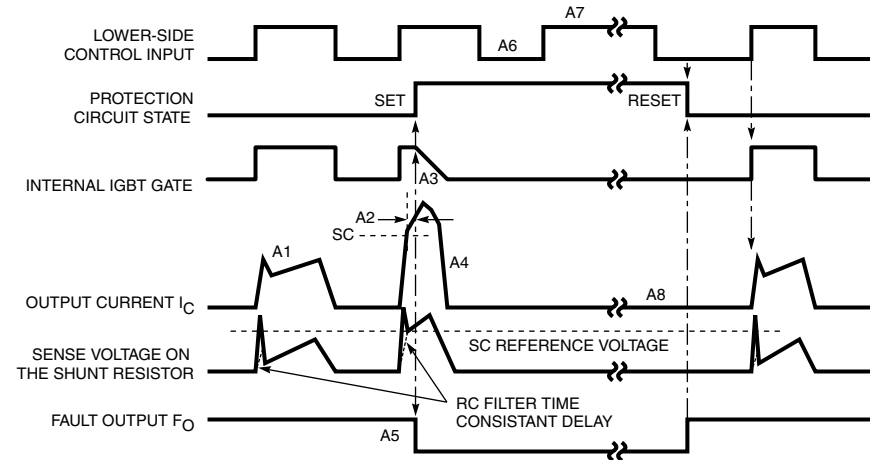 A7
LOWER-SIDE
CONTROL INPUT
A6
PROTECTION
CIRCUIT STATE
SET
RESET
INTERNAL IGBT GATE
A3
A2
SC
A1
A4
OUTPUT CURRENT IC
A8
SC REFERENCE VOLTAGE
SENSE VOLTAGE ON
THE SHUNT RESISTOR
RC FILTER TIME
CONSISTANT DELAY
FAULT OUTPUT FO
A5